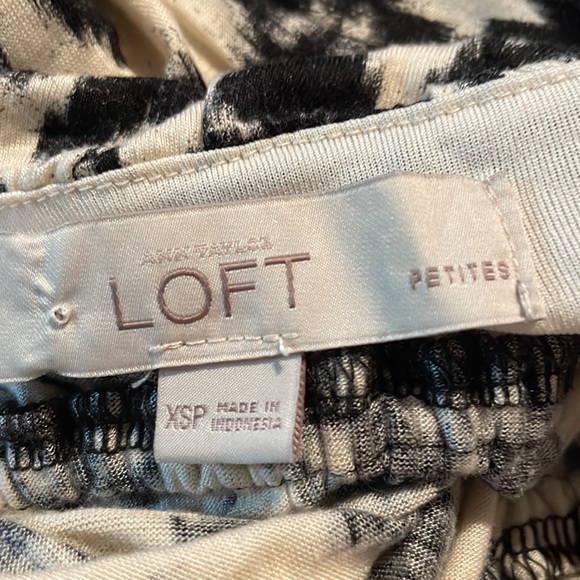 ANN TAYLOR
LOFT
PETITES
XSP MADE IN
INDONESIA